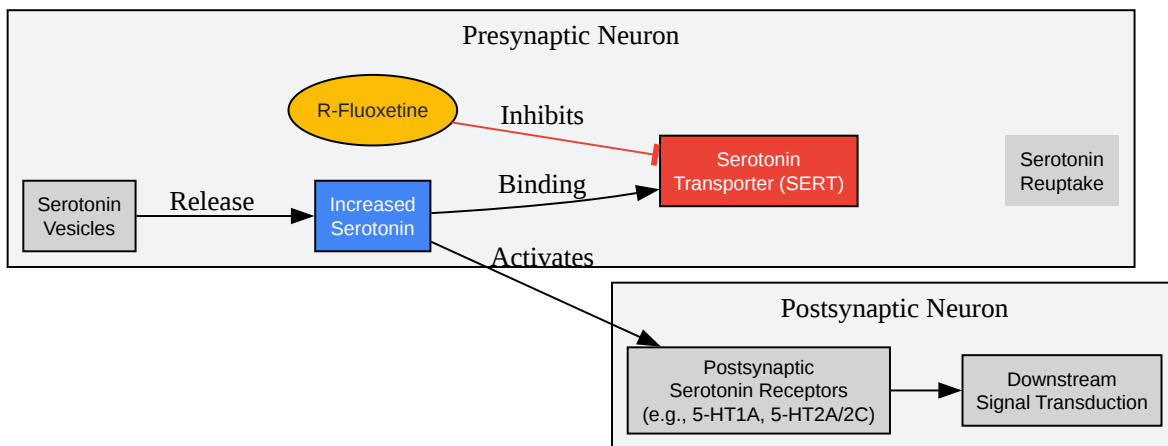 Presynaptic Neuron
R-Fluoxetine
Inhibits
Serotonin
Transporter (SERT)
Serotonin
Reuptake
Binding
Serotonin
Vesicles
Release
Increased
Serotonin
Activates
Postsynaptic Neuron
Postsynaptic
Serotonin Receptors
(e.g., 5-HT1A, 5-HT2A/2C)
Downstream
Signal Transduction